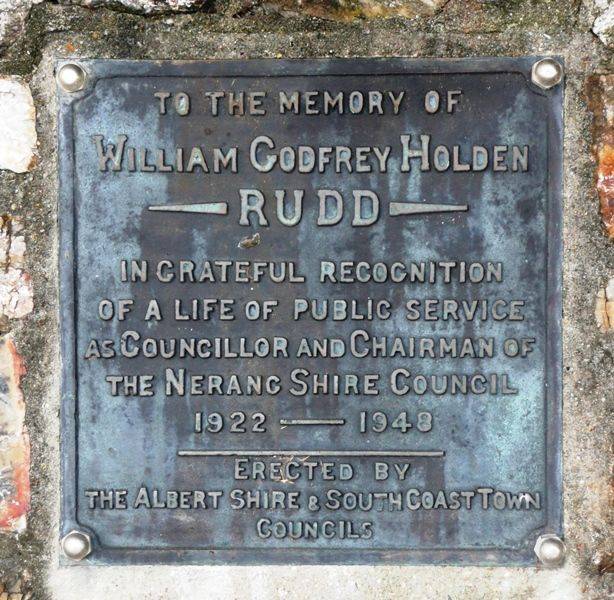 TO THE MEMORY OF
WILLIAM GODFREY HOLDEN
RUDD
IN GRATEFUL RECOGNITION
OF A LIFE OF PUBLIC SERVICE
AS COUNCILLOR AND CHAIRMAN OF
THE NERANG SHIRE COUNCIL
1922 — 1948
ERECTED BY
THE ALBERT SHIRE & SOUTH COAST TOWN
COUNCILS